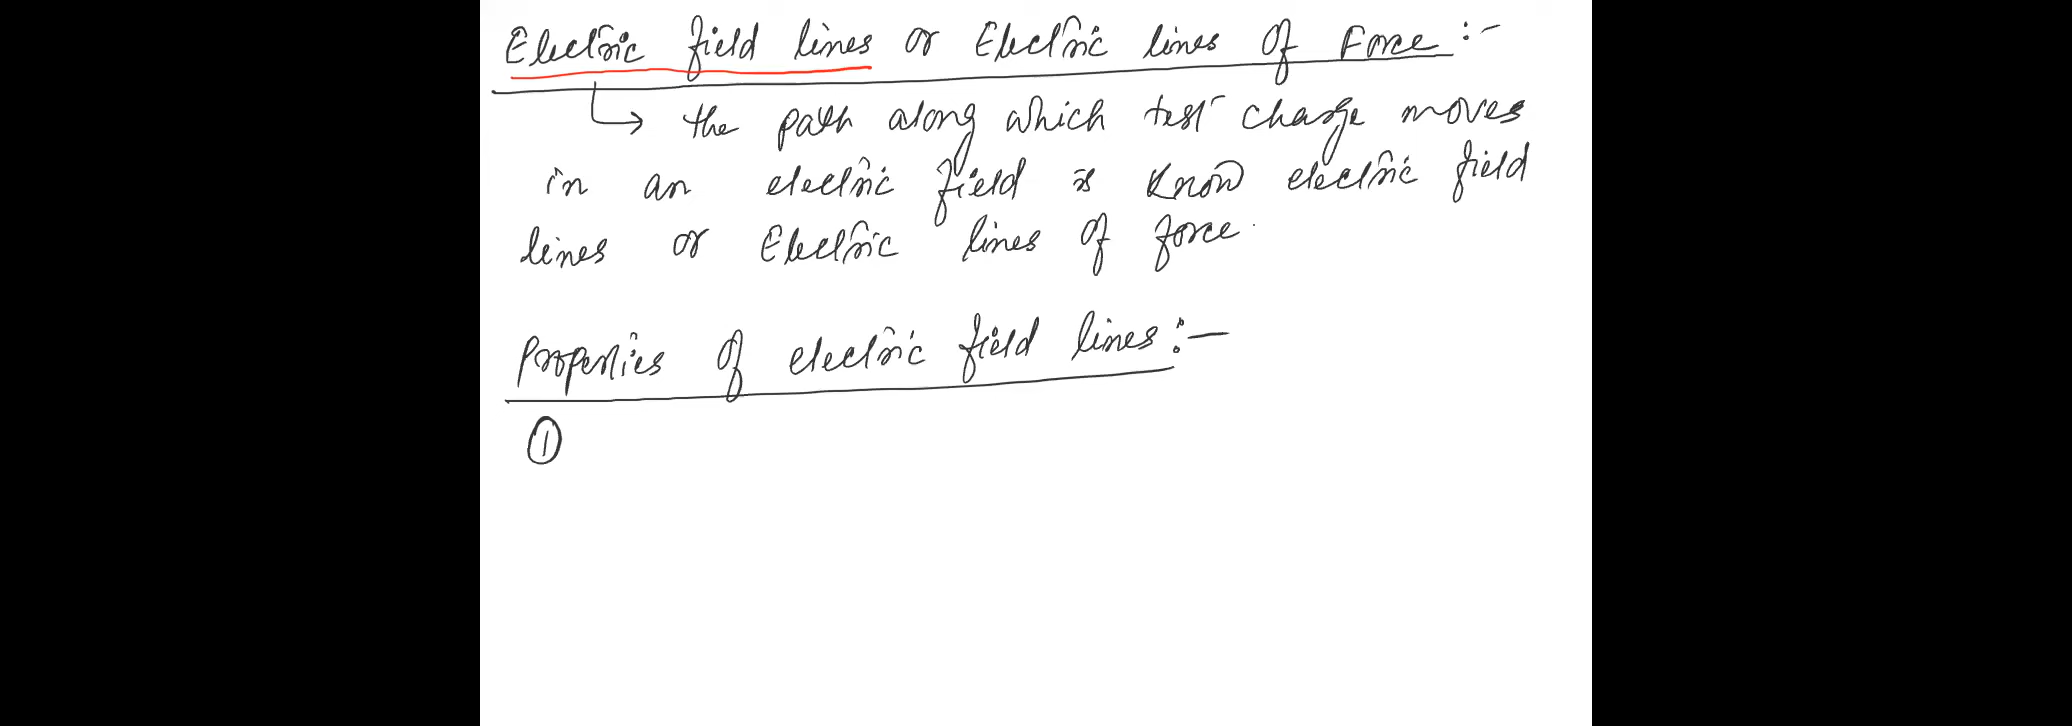 Electric field lines or Electric lines of Force :-
↳ the path along which test charge moves
in an electric field is know electric field
lines or Electric lines of force.
Properties of electric field lines :-
①